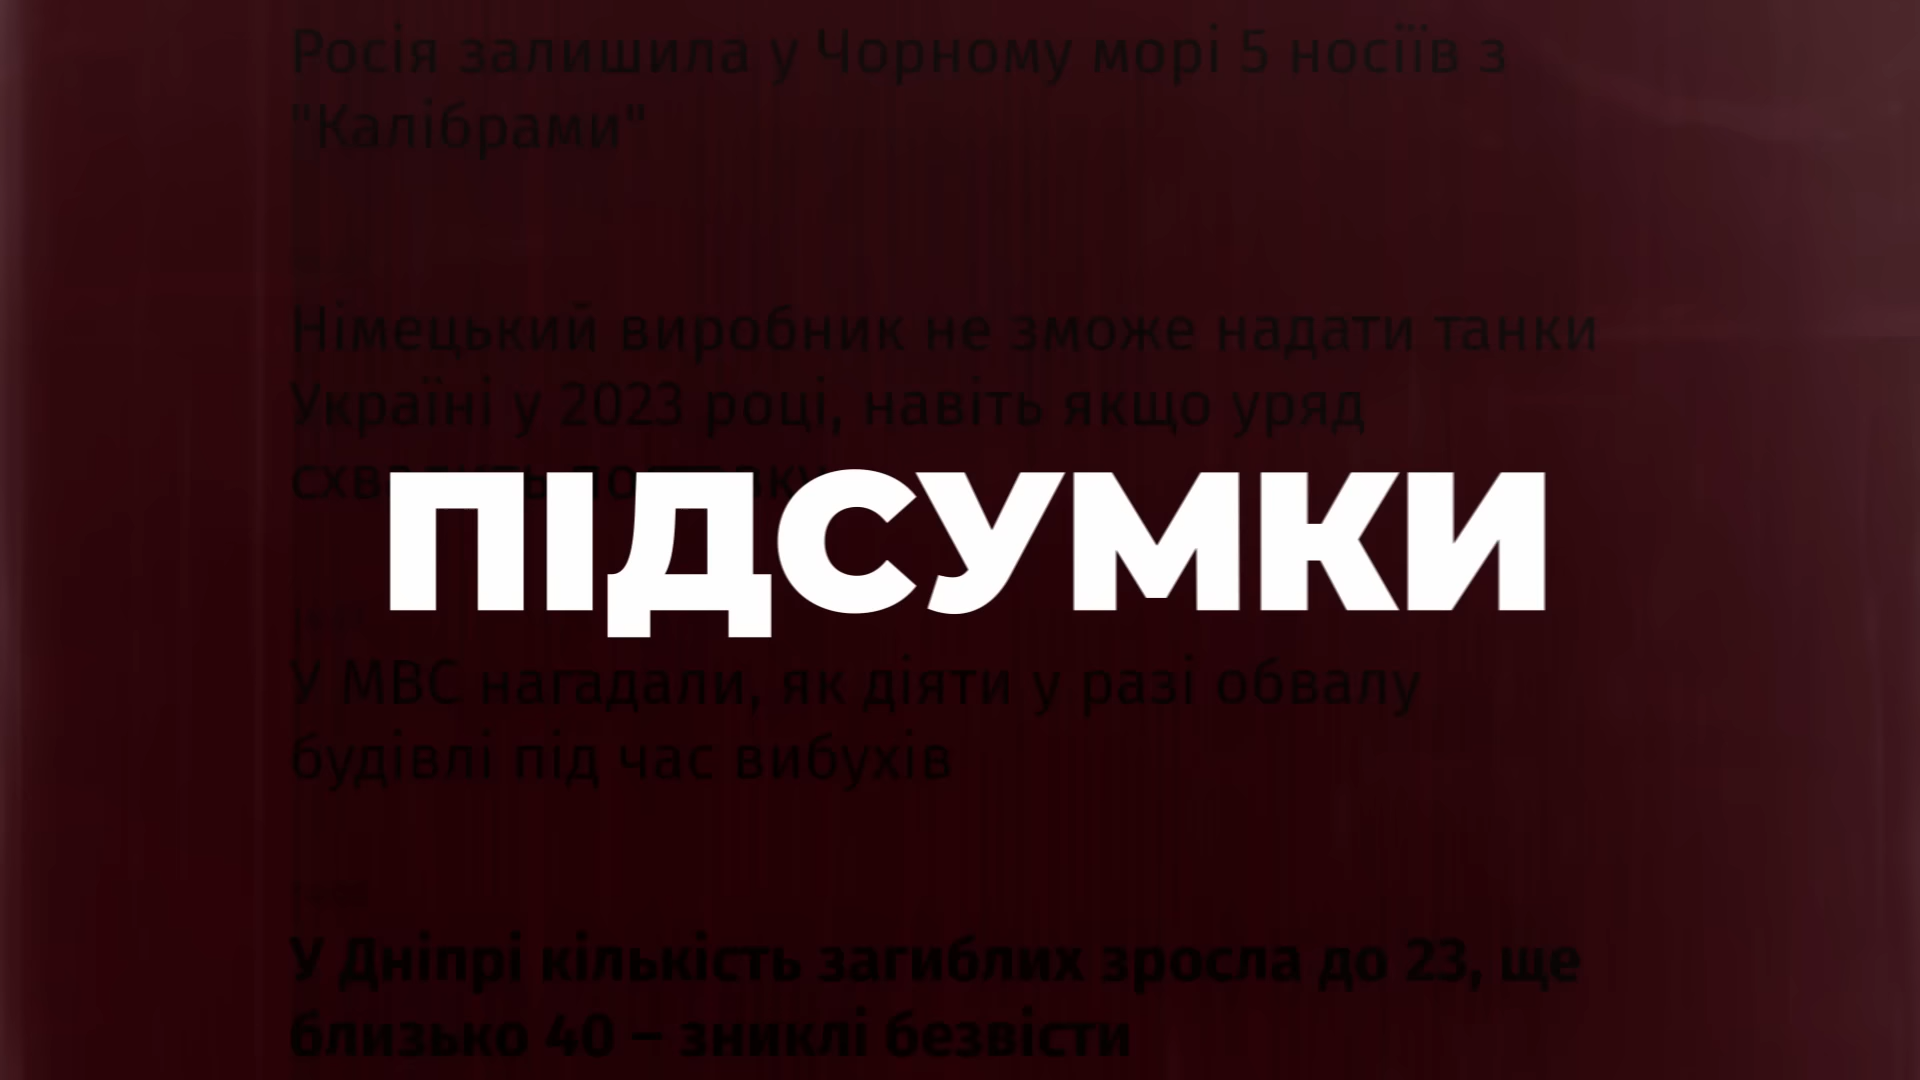 Росія залишила у Чорному морі 5 носіїв з
"Калібрами"
Німецький виробник не зможе надати танки
Україні у 2023 році, навіть якщо уряд
ПІДСУМКИ
У МВС нагадали, як діяти у разі обвалу
будівлі під час вибухів
У Дніпрі кількість загиблих зросла до 23, ще
близько 40 – зниклі безвісти